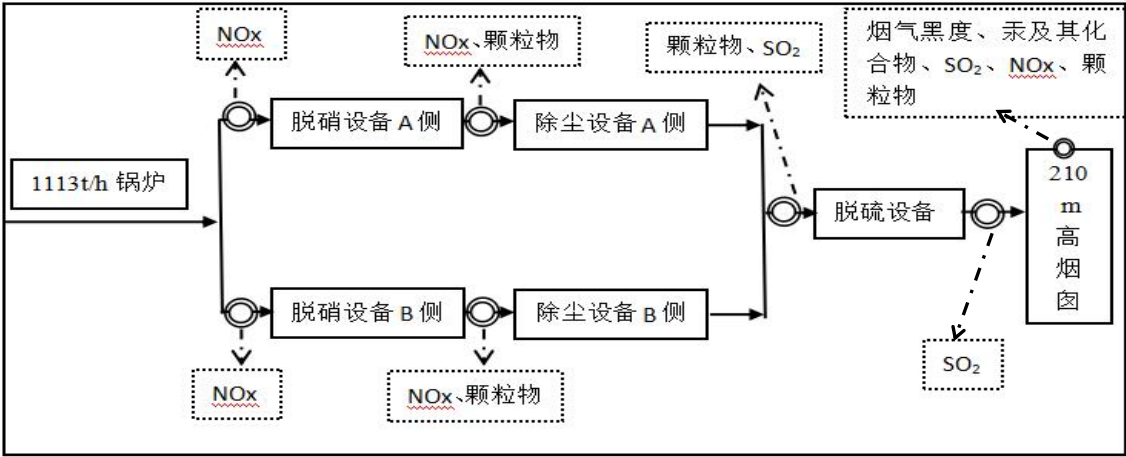 NOx
NOx、颗粒物
颗粒物、SO₂
烟气黑度、汞及其化
合物、SO₂、NOx、颗
粒物
脱硝设备 A 侧
除尘设备 A 侧
1113t/h 锅炉
脱硫设备
210
m
高
烟
囱
脱硝设备 B 侧
除尘设备 B 侧
NOx
NOx、颗粒物
SO₂